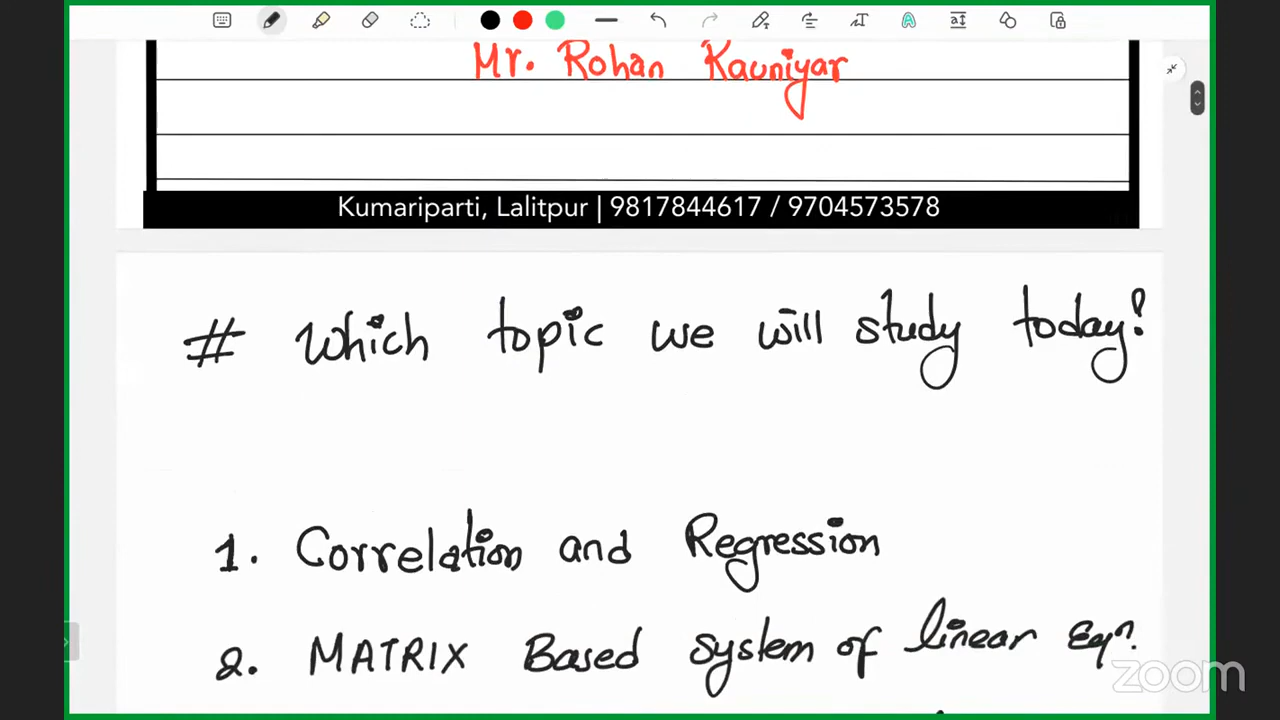 Mr. Rohan Kauniyar
Kumariparti, Lalitpur | 9817844617 / 9704573578
# Which topic we will study today?
1. Correlation and Regression
2. MATRIX Based system of linear Eqⁿ.
zoom